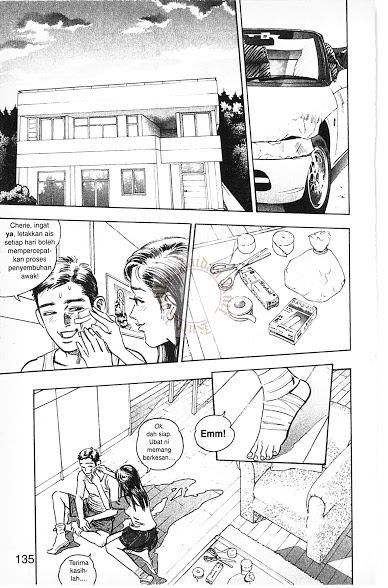 Cherie, ingat
ya, letakkan ais
setiap hari boleh
mempercepat-
kan proses
penyembuhan
awak!
Ok,
dah siap.
Ubat ni
memang
berkesan...
Emm!
Terima
kasih-
lah....
135